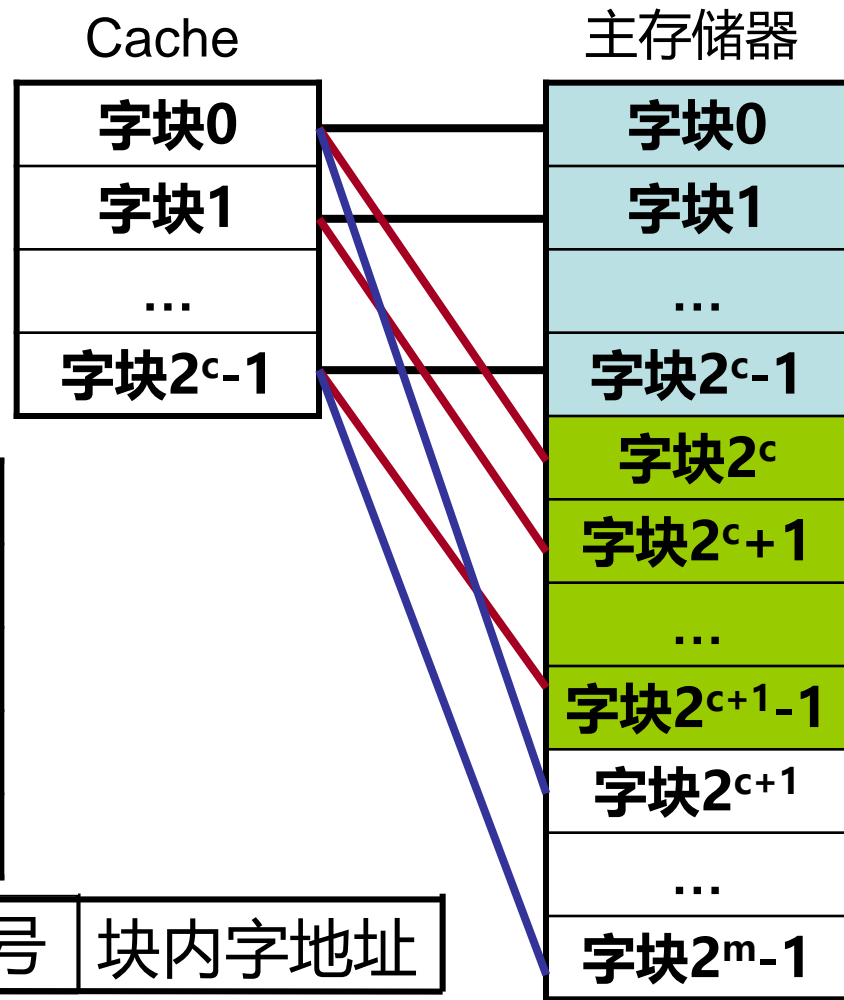 Cache
字块0
字块1
…
字块2ᶜ-1
主存储器
字块0
字块1
…
字块2ᶜ-1
字块2ᶜ
字块2ᶜ+1
…
字块2ᶜ⁺¹-1
字块2ᶜ⁺¹
…
字块2ᵐ-1
号 块内字地址